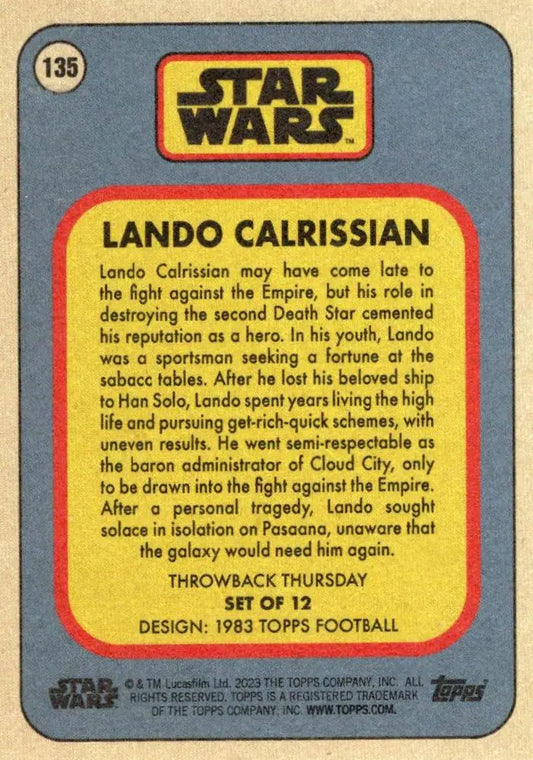 135
STAR
WARS™
LANDO CALRISSIAN
Lando Calrissian may have come late to
the fight against the Empire, but his role in
destroying the second Death Star cemented
his reputation as a hero. In his youth, Lando
was a sportsman seeking a fortune at the
sabacc tables. After he lost his beloved ship
to Han Solo, Lando spent years living the high
life and pursuing get-rich-quick schemes, with
uneven results. He went semi-respectable as
the baron administrator of Cloud City, only
to be drawn into the fight against the Empire.
After a personal tragedy, Lando sought
solace in isolation on Pasaana, unaware that
the galaxy would need him again.
THROWBACK THURSDAY
SET OF 12
DESIGN: 1983 TOPPS FOOTBALL
STAR
WARS
© & TM Lucasfilm Ltd. 2023 THE TOPPS COMPANY, INC. ALL
RIGHTS RESERVED. TOPPS IS A REGISTERED TRADEMARK
OF THE TOPPS COMPANY, INC. WWW.TOPPS.COM.
topps